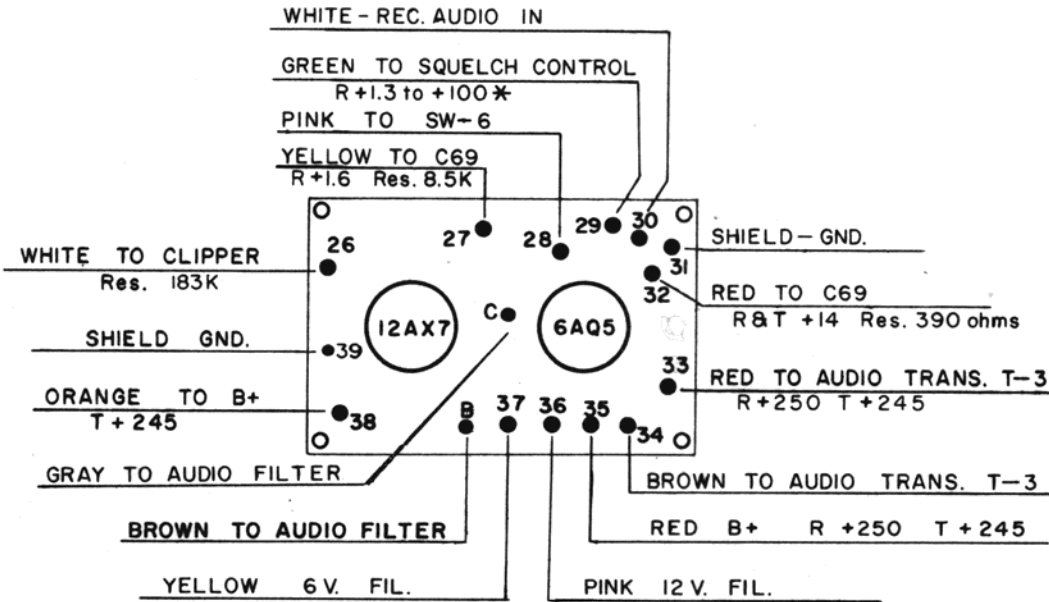 WHITE-REC. AUDIO IN
GREEN TO SQUELCH CONTROL
R +1.3 to +100 *
PINK TO SW-6
YELLOW TO C69
R +1.6 Res. 8.5K
26
27
28
29
30
31
32
SHIELD-GND.
WHITE TO CLIPPER
Res. 183K
RED TO C69
R & T +14 Res. 390 ohms
12AX7
C
6AQ5
SHIELD GND.
39
33
RED TO AUDIO TRANS. T-3
R+250 T +245
ORANGE TO B+
T + 245
38
B
37
36
35
34
GRAY TO AUDIO FILTER
BROWN TO AUDIO TRANS. T-3
BROWN TO AUDIO FILTER
RED B+ R +250 T + 245
YELLOW 6 V. FIL.
PINK 12 V. FIL.